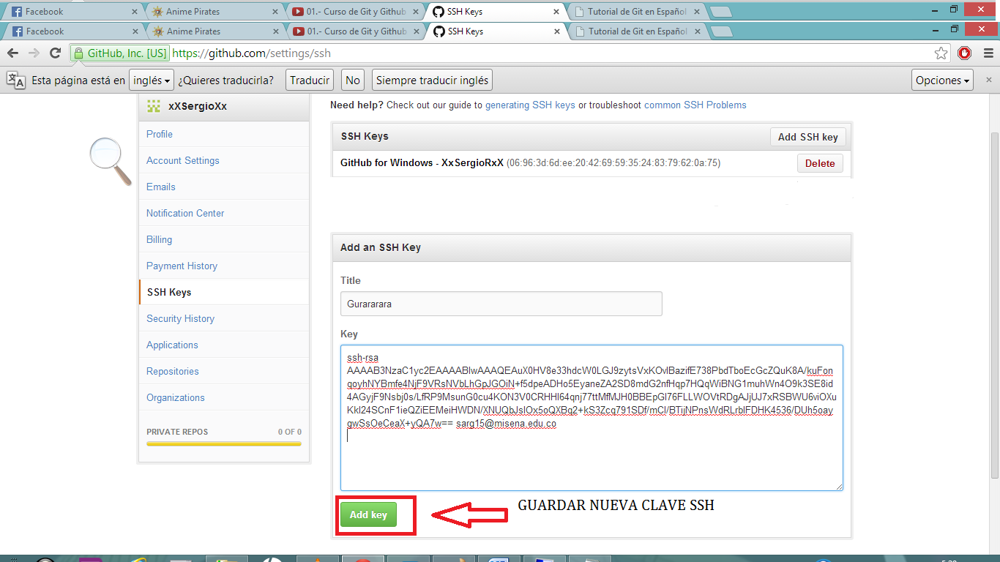 Facebook
Anime Pirates
01.- Curso de Git y Github
SSH Keys
Tutorial de Git en Español
Facebook
Anime Pirates
01.- Curso de Git y Github
SSH Keys
Tutorial de Git en Español
GitHub, Inc. [US] https://github.com/settings/ssh
Esta página está en inglés ¿Quieres traducirla? Traducir No Siempre traducir inglés Opciones
xXSergioXx
Profile
Account Settings
Emails
Notification Center
Billing
Payment History
SSH Keys
Security History
Applications
Repositories
Organizations
PRIVATE REPOS 0 OF 0
Need help? Check out our guide to generating SSH keys or troubleshoot common SSH Problems
SSH Keys
Add SSH key
GitHub for Windows - XxSergioRxX (06:96:3d:6d:ee:20:42:69:59:35:24:83:79:62:0a:75)
Delete
Add an SSH Key
Title
Gurararara
Key
ssh-rsa
AAAAB3NzaC1yc2EAAAABIwAAAQEAuX0HV8e33hdcW0LGJ9zytsVxKOvlBazifE738PbdTboEcGcZQuK8A/kuFon
qoyhNYBmfe4NjF9VRsNVbLhGpJGOiN+f5dpeADHo5EyaneZA2SD8mdG2nfHqp7HQqWiBNG1muhWn4O9k3SE8id
4AGyjF9Nsbj0s/LfRP9MsunG0cu4KON3V0CRHHl64qnj77ttMfMJH0BBEpGl76FLLWOVtRDgAJjUJ7xRSBWU6viOXu
KkI24SCnF1ieQZiEEMeiHWDN/XNUQbJslOx5oQXBq2+kS3Zcq791SDf/mCl/BTijNPnsWdRLrblFDHK4536/DUh5oay
gwSsOeCeaX+yQA7w== sarg15@misena.edu.co
Add key
GUARDAR NUEVA CLAVE SSH